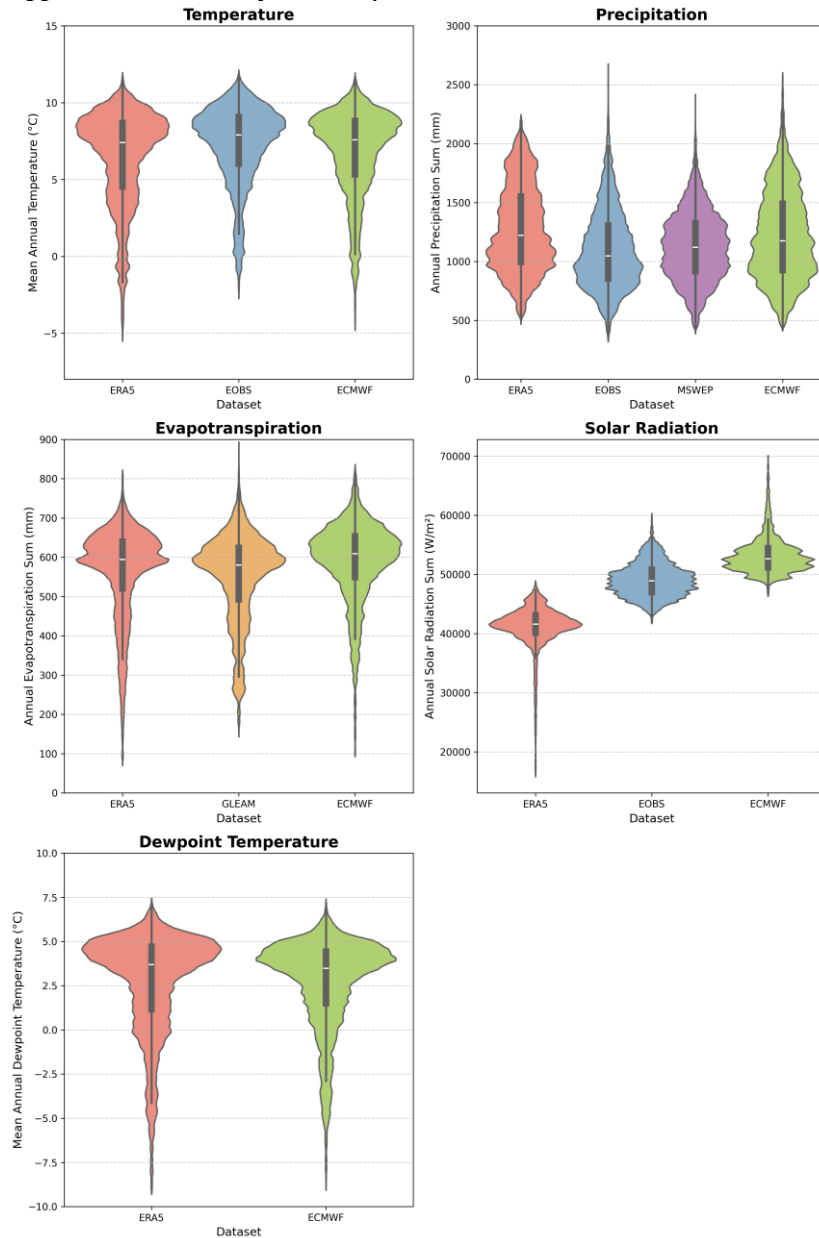 Temperature
Mean Annual Temperature (°C)
15
10
5
0
−5
ERA5
EOBS
ECMWF
Dataset
Precipitation
Annual Precipitation Sum (mm)
3000
2500
2000
1500
1000
500
0
ERA5
EOBS
MSWEP
ECMWF
Dataset
Evapotranspiration
Annual Evapotranspiration Sum (mm)
900
800
700
600
500
400
300
200
100
0
ERA5
GLEAM
ECMWF
Dataset
Solar Radiation
Annual Solar Radiation Sum (W/m²)
70000
60000
50000
40000
30000
20000
ERA5
EOBS
ECMWF
Dataset
Dewpoint Temperature
Mean Annual Dewpoint Temperature (°C)
10.0
7.5
5.0
2.5
0.0
−2.5
−5.0
−7.5
−10.0
ERA5
ECMWF
Dataset